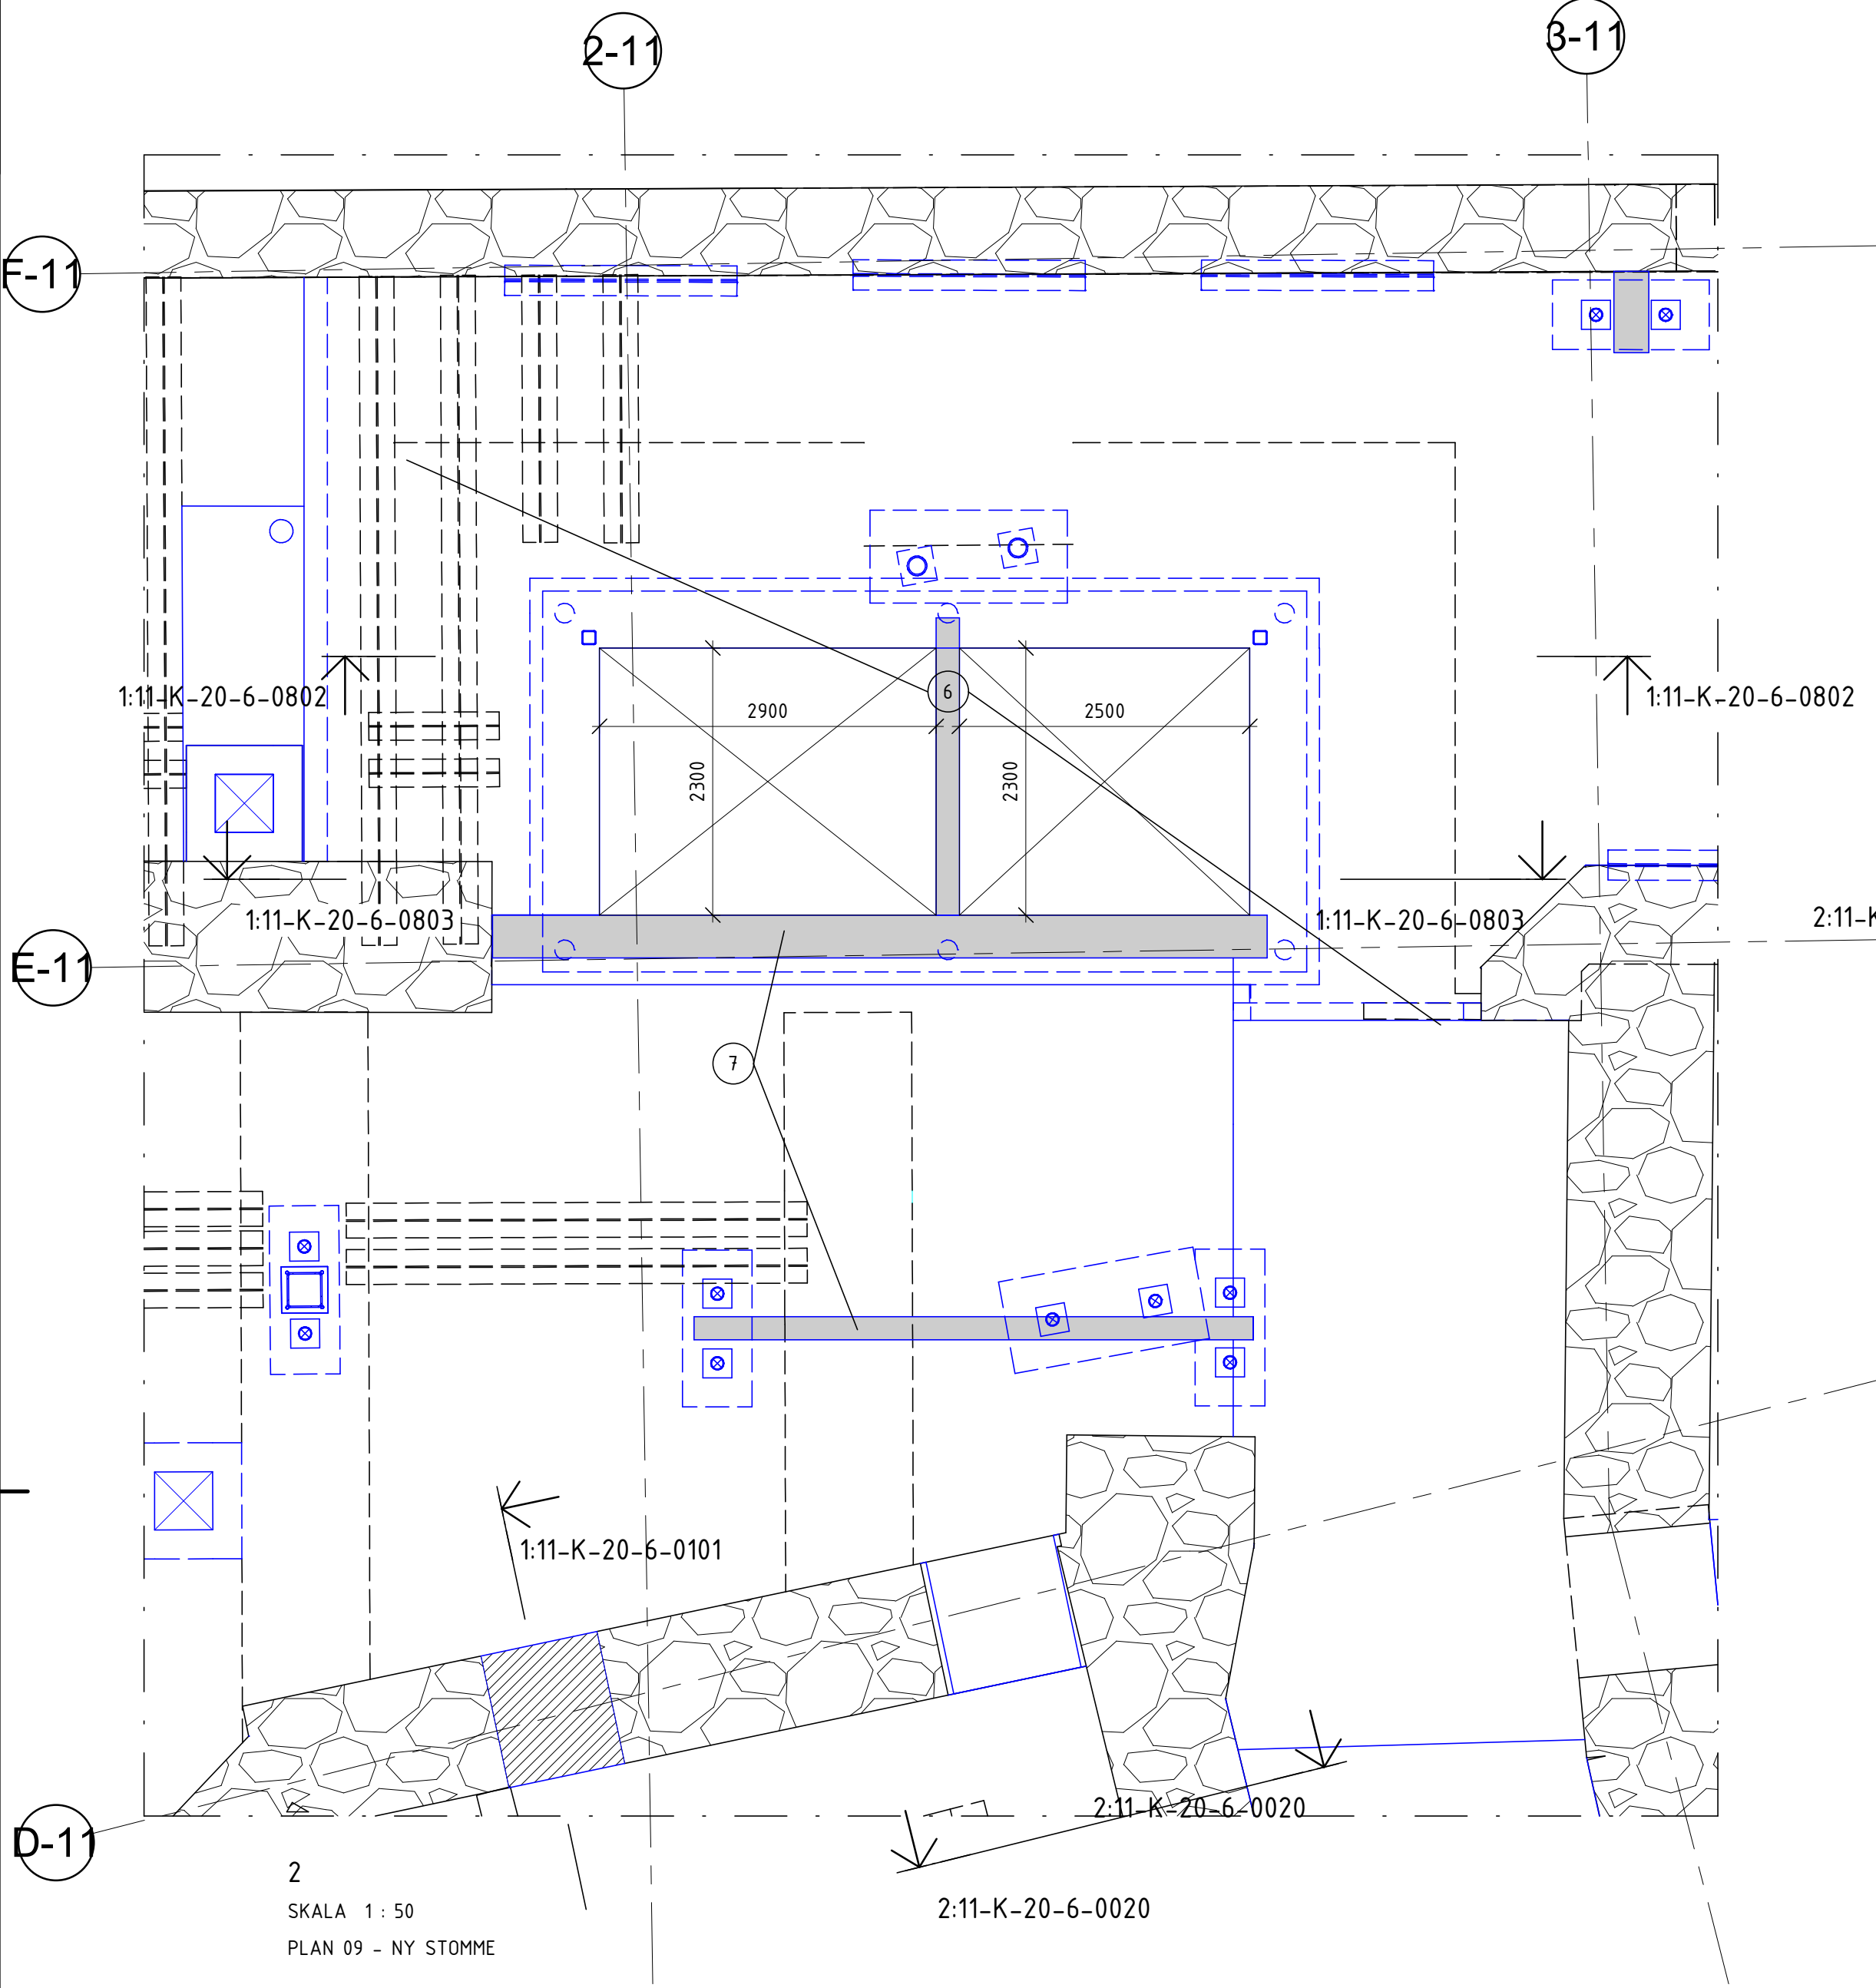 2-11
3-11
F-11
1:11-K-20-6-0802
6
1:11-K-20-6-0802
2900
2500
2300
2300
1:11-K-20-6-0803
1:11-K-20-6-0803
E-11
7
1:11-K-20-6-0101
2:11-K-20-6-0020
D-11
2
SKALA 1 : 50
2:11-K-20-6-0020
PLAN 09 - NY STOMME